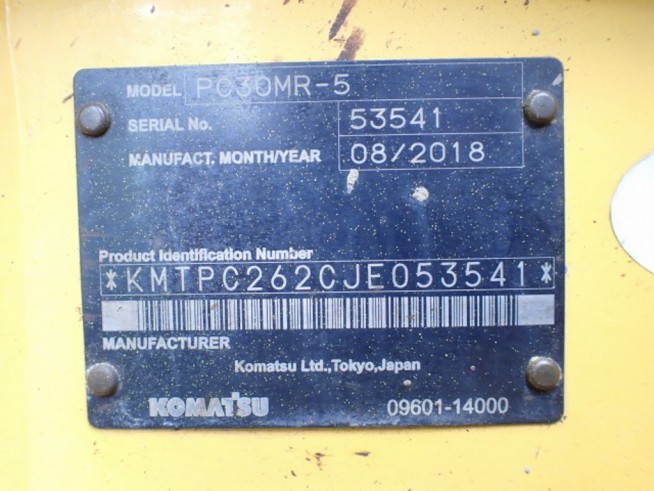 MODEL PC30MR-5
SERIAL No. 53541
MANUFACT. MONTH/YEAR 08/2018
Product Identification Number
*KMTPC262CJE053541*
MANUFACTURER
Komatsu Ltd.,Tokyo,Japan
KOMATSU 09601-14000